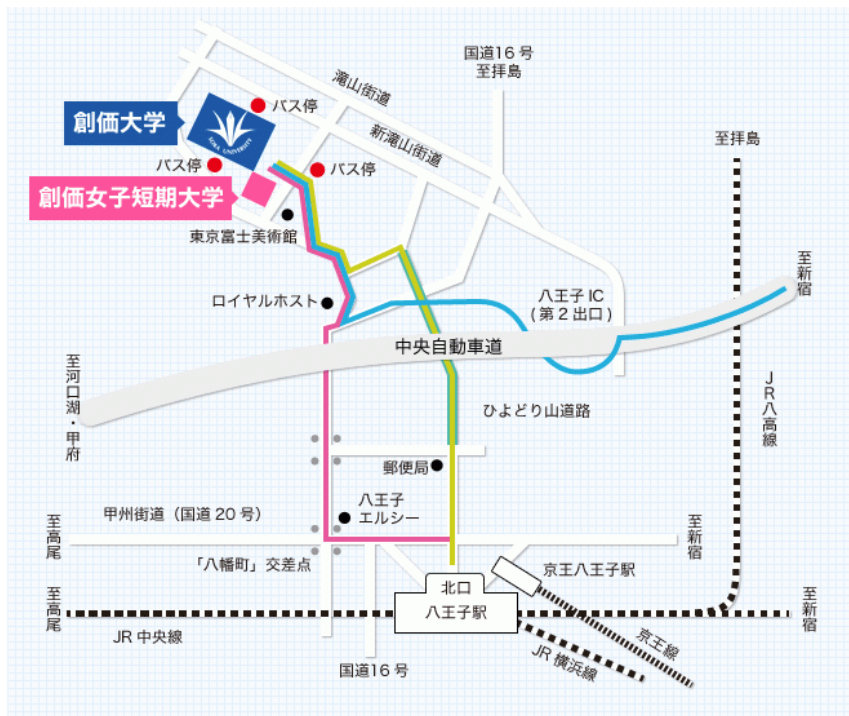 国道16号
至拝島
滝山街道
バス停
創価大学
SOKA UNIVERSITY
新滝山街道
至拝島
バス停
バス停
創価女子短期大学
東京富士美術館
至新宿
ロイヤルホスト
八王子IC
(第2出口)
中央自動車道
至河口湖・甲府
JR八高線
ひよどり山道路
郵便局
八王子
エルシー
甲州街道（国道20号）
至高尾
至新宿
「八幡町」交差点
京王八王子駅
北口
八王子駅
至高尾
至新宿
JR中央線
京王線
JR横浜線
国道16号